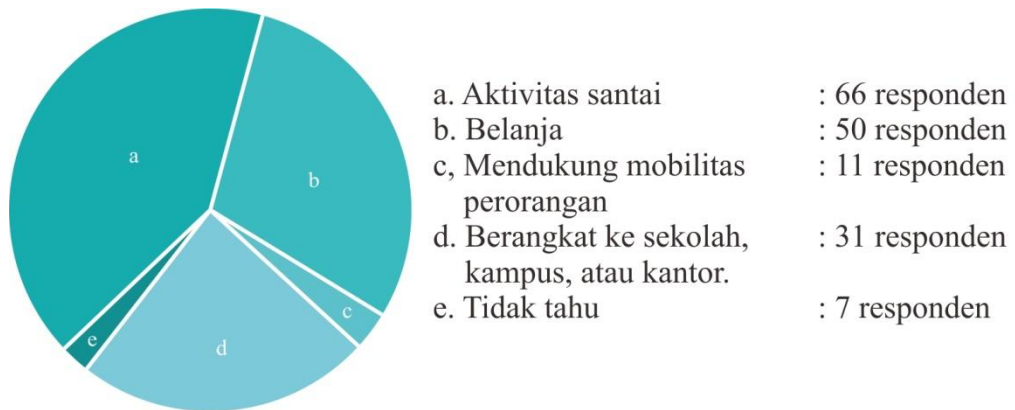 a
b
c
d
e
a. Aktivitas santai : 66 responden
b. Belanja : 50 responden
c, Mendukung mobilitas : 11 responden
perorangan
d. Berangkat ke sekolah, : 31 responden
kampus, atau kantor.
e. Tidak tahu : 7 responden